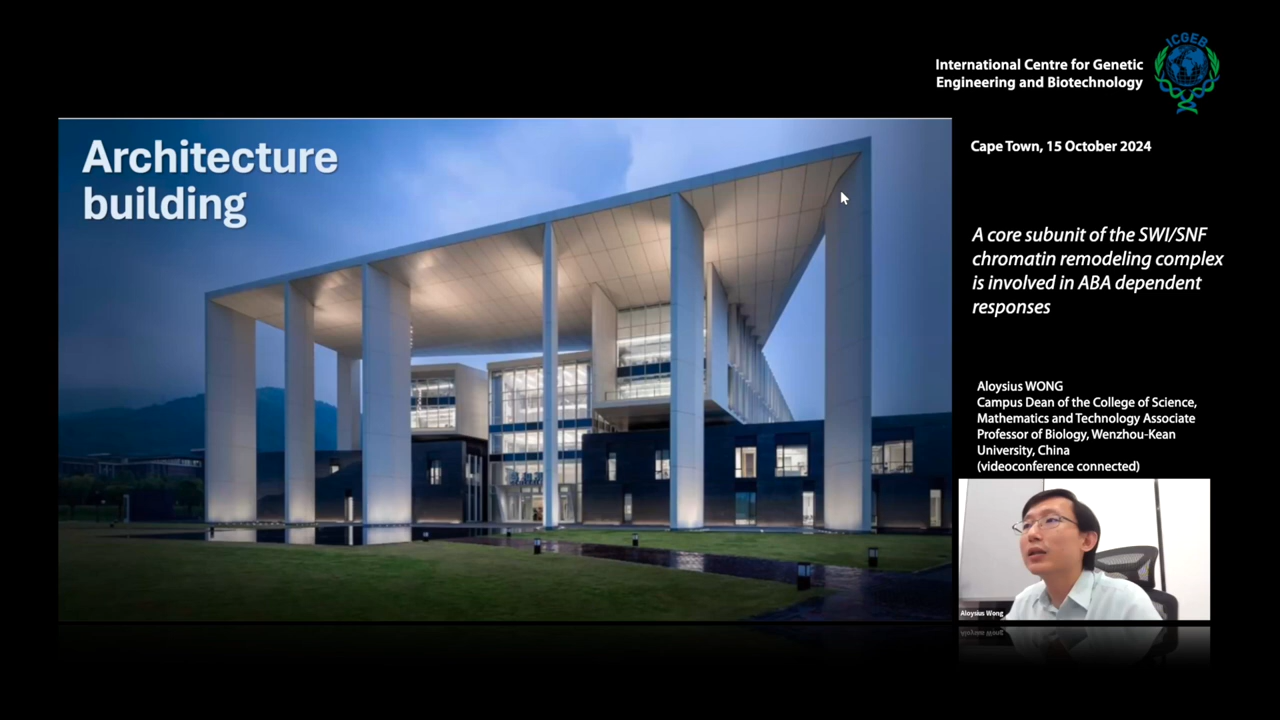 ICGEB
International Centre for Genetic
Engineering and Biotechnology
Architecture
building
Cape Town, 15 October 2024
A core subunit of the SWI/SNF
chromatin remodeling complex
is involved in ABA dependent
responses
Aloysius WONG
Campus Dean of the College of Science,
Mathematics and Technology Associate
Professor of Biology, Wenzhou-Kean
University, China
(videoconference connected)
Aloysius Wong